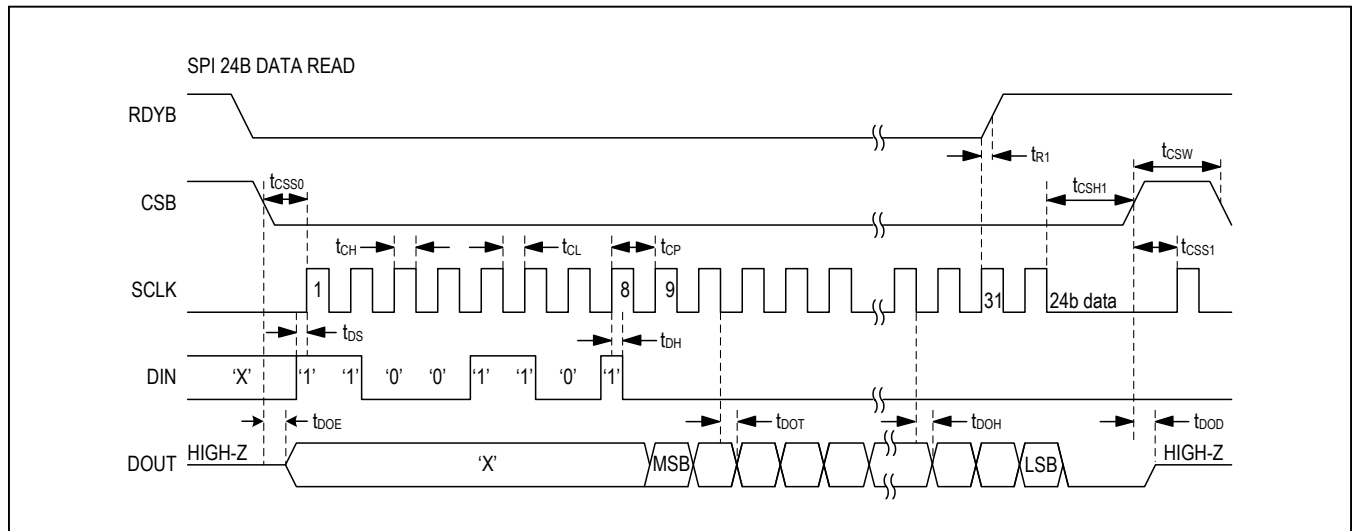 SPI 24B DATA READ
RDYB
tR1
tCSW
tCSS0
tCSH1
CSB
tCH
tCL
tCP
tCSS1
SCLK
1
8
9
31
24b data
tDS
tDH
DIN
'X'
'1'
'1'
'0'
'0'
'1'
'1'
'0'
'1'
tDOE
tDOT
tDOH
tDOD
DOUT
HIGH-Z
'X'
MSB
LSB
HIGH-Z